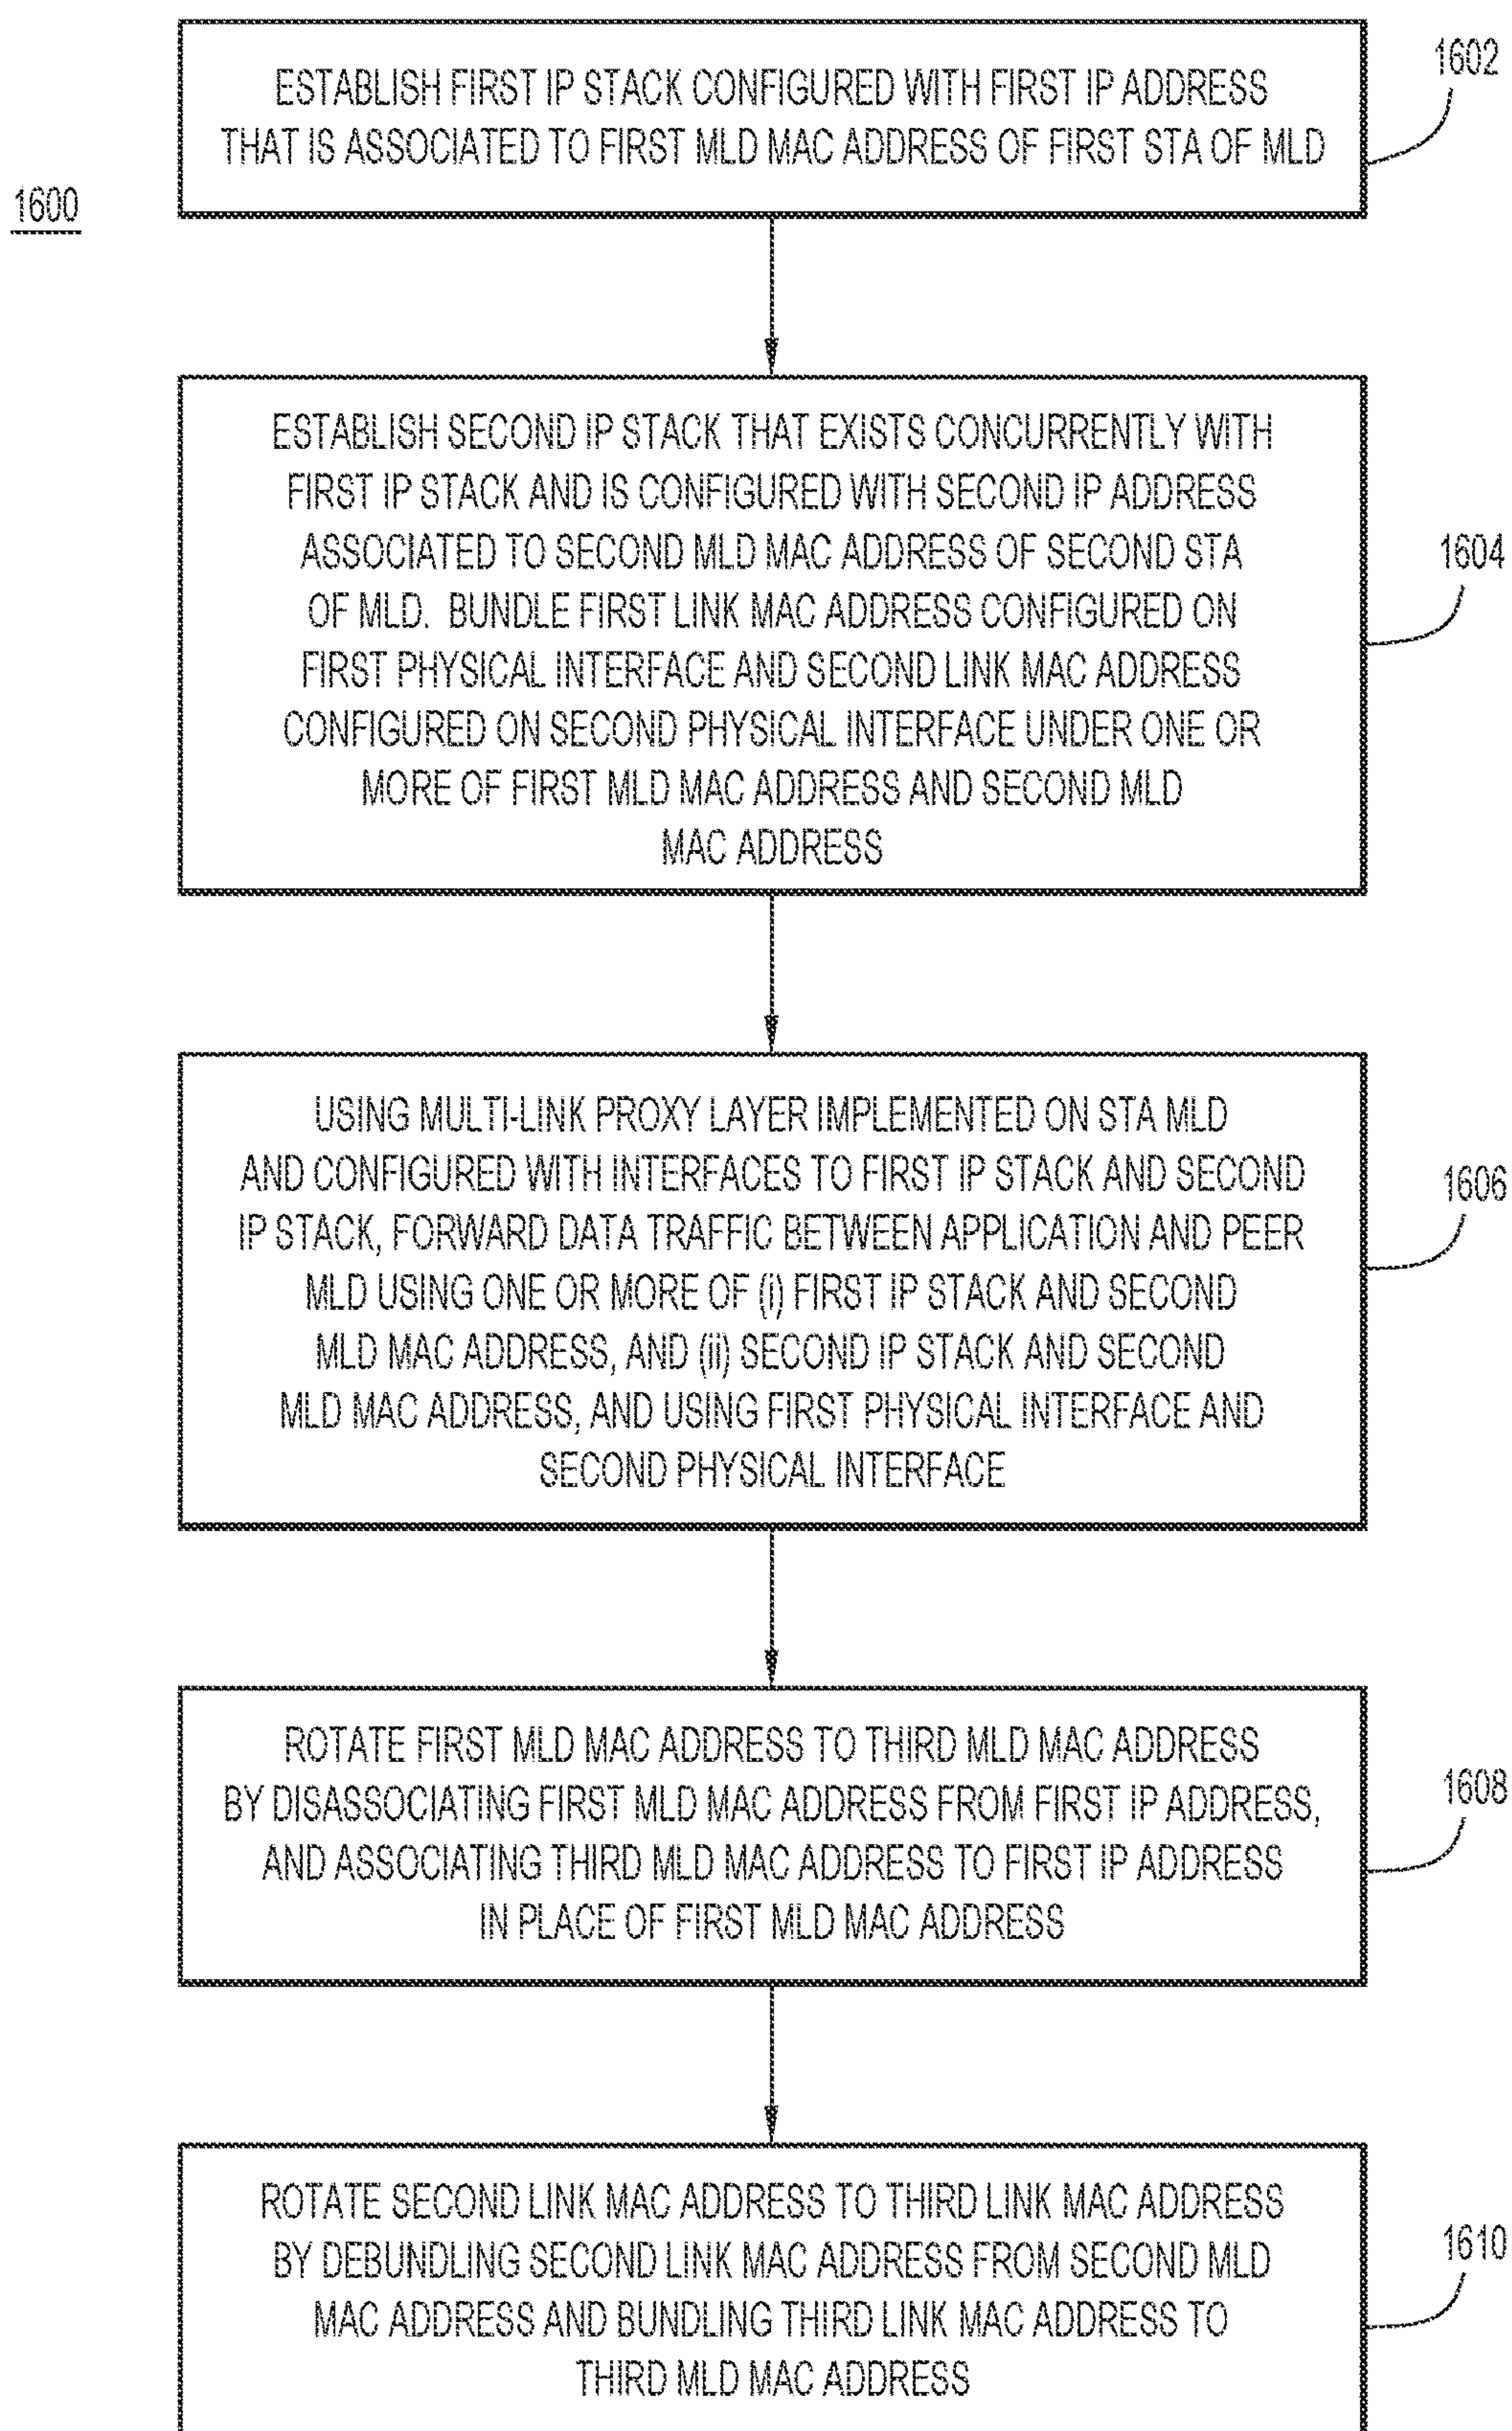 ESTABLISH FIRST IP STACK CONFIGURED WITH FIRST IP ADDRESS
THAT IS ASSOCIATED TO FIRST MLD MAC ADDRESS OF FIRST STA OF MLD
1602
1600
ESTABLISH SECOND IP STACK THAT EXISTS CONCURRENTLY WITH
FIRST IP STACK AND IS CONFIGURED WITH SECOND IP ADDRESS
ASSOCIATED TO SECOND MLD MAC ADDRESS OF SECOND STA
OF MLD. BUNDLE FIRST LINK MAC ADDRESS CONFIGURED ON
FIRST PHYSICAL INTERFACE AND SECOND LINK MAC ADDRESS
CONFIGURED ON SECOND PHYSICAL INTERFACE UNDER ONE OR
MORE OF FIRST MLD MAC ADDRESS AND SECOND MLD
MAC ADDRESS
1604
USING MULTI-LINK PROXY LAYER IMPLEMENTED ON STA MLD
AND CONFIGURED WITH INTERFACES TO FIRST IP STACK AND SECOND
IP STACK, FORWARD DATA TRAFFIC BETWEEN APPLICATION AND PEER
MLD USING ONE OR MORE OF (i) FIRST IP STACK AND SECOND
MLD MAC ADDRESS, AND (ii) SECOND IP STACK AND SECOND
MLD MAC ADDRESS, AND USING FIRST PHYSICAL INTERFACE AND
SECOND PHYSICAL INTERFACE
1606
ROTATE FIRST MLD MAC ADDRESS TO THIRD MLD MAC ADDRESS
BY DISASSOCIATING FIRST MLD MAC ADDRESS FROM FIRST IP ADDRESS,
AND ASSOCIATING THIRD MLD MAC ADDRESS TO FIRST IP ADDRESS
IN PLACE OF FIRST MLD MAC ADDRESS
1608
ROTATE SECOND LINK MAC ADDRESS TO THIRD LINK MAC ADDRESS
BY DEBUNDLING SECOND LINK MAC ADDRESS FROM SECOND MLD
MAC ADDRESS AND BUNDLING THIRD LINK MAC ADDRESS TO
THIRD MLD MAC ADDRESS
1610